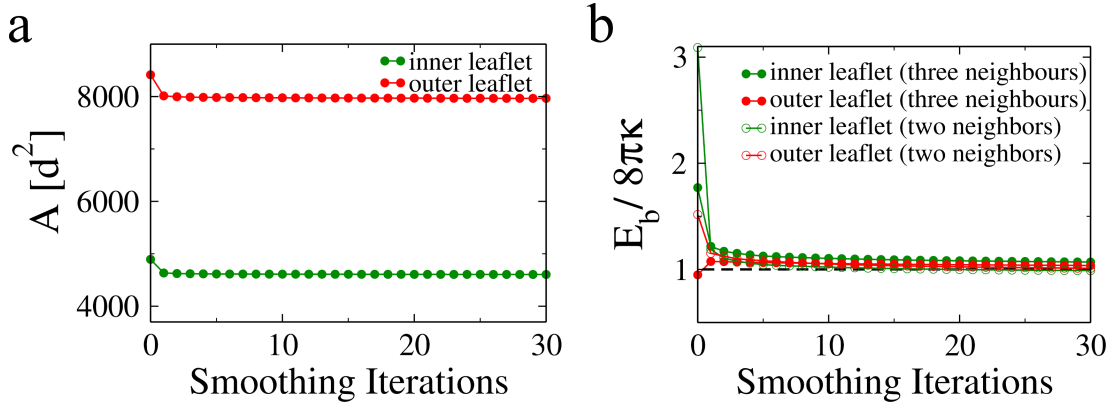 a
A [d²]
8000
6000
4000
inner leaflet
outer leaflet
0
10
20
30
Smoothing Iterations
b
E_b/ 8πκ
3
2
1
inner leaflet (three neighbours)
outer leaflet (three neighbours)
inner leaflet (two neighbors)
outer leaflet (two neighbors)
0
10
20
30
Smoothing Iterations